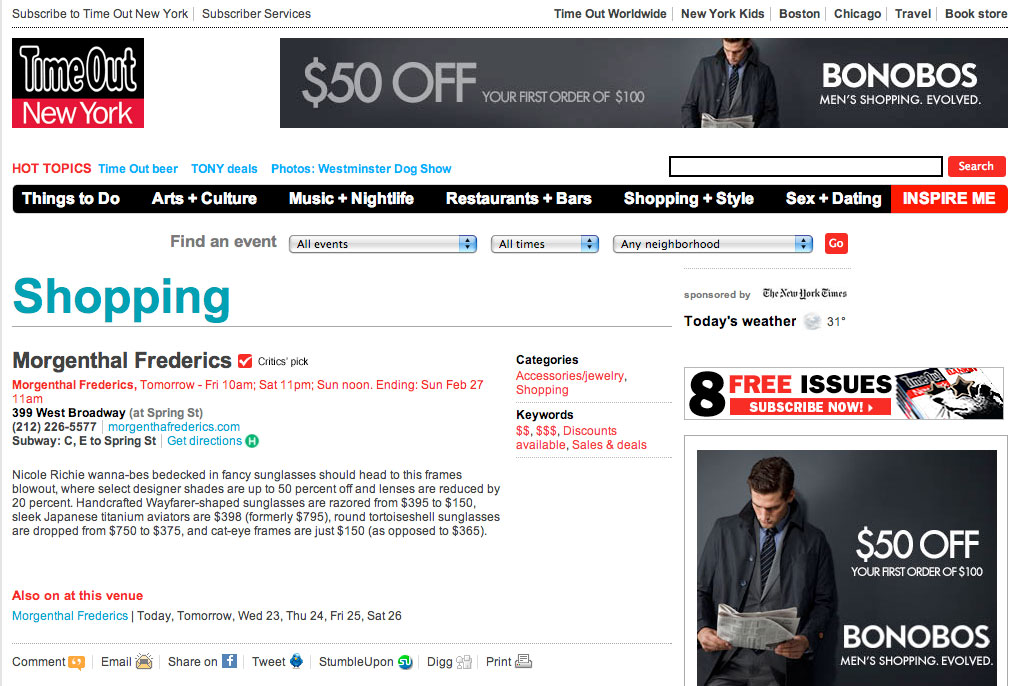 Subscribe to Time Out New York | Subscriber Services
Time Out Worldwide | New York Kids | Boston | Chicago | Travel | Book store
TimeOut
New York
$50 OFF YOUR FIRST ORDER OF $100
BONOBOS
MEN'S SHOPPING. EVOLVED.
HOT TOPICS Time Out beer TONY deals Photos: Westminster Dog Show
Search
Things to Do Arts + Culture Music + Nightlife Restaurants + Bars Shopping + Style Sex + Dating INSPIRE ME
Find an event All events All times Any neighborhood Go
Shopping
sponsored by The New York Times
Today's weather 31°
Morgenthal Frederics Critics' pick
Morgenthal Frederics, Tomorrow - Fri 10am; Sat 11pm; Sun noon. Ending: Sun Feb 27
11am
399 West Broadway (at Spring St)
(212) 226-5577 | morgenthafrederics.com
Subway: C, E to Spring St | Get directions H
Categories
Accessories/jewelry,
Shopping
Keywords
$$, $$$, Discounts
available, Sales & deals
Nicole Richie wanna-bes bedecked in fancy sunglasses should head to this frames
blowout, where select designer shades are up to 50 percent off and lenses are reduced by
20 percent. Handcrafted Wayfarer-shaped sunglasses are razored from $395 to $150,
sleek Japanese titanium aviators are $398 (formerly $795), round tortoiseshell sunglasses
are dropped from $750 to $375, and cat-eye frames are just $150 (as opposed to $365).
Also on at this venue
Morgenthal Frederics | Today, Tomorrow, Wed 23, Thu 24, Fri 25, Sat 26
Comment | Email | Share on f | Tweet | StumbleUpon | Digg | Print
8 FREE ISSUES
SUBSCRIBE NOW!
$50 OFF
YOUR FIRST ORDER OF $100
BONOBOS
MEN'S SHOPPING. EVOLVED.